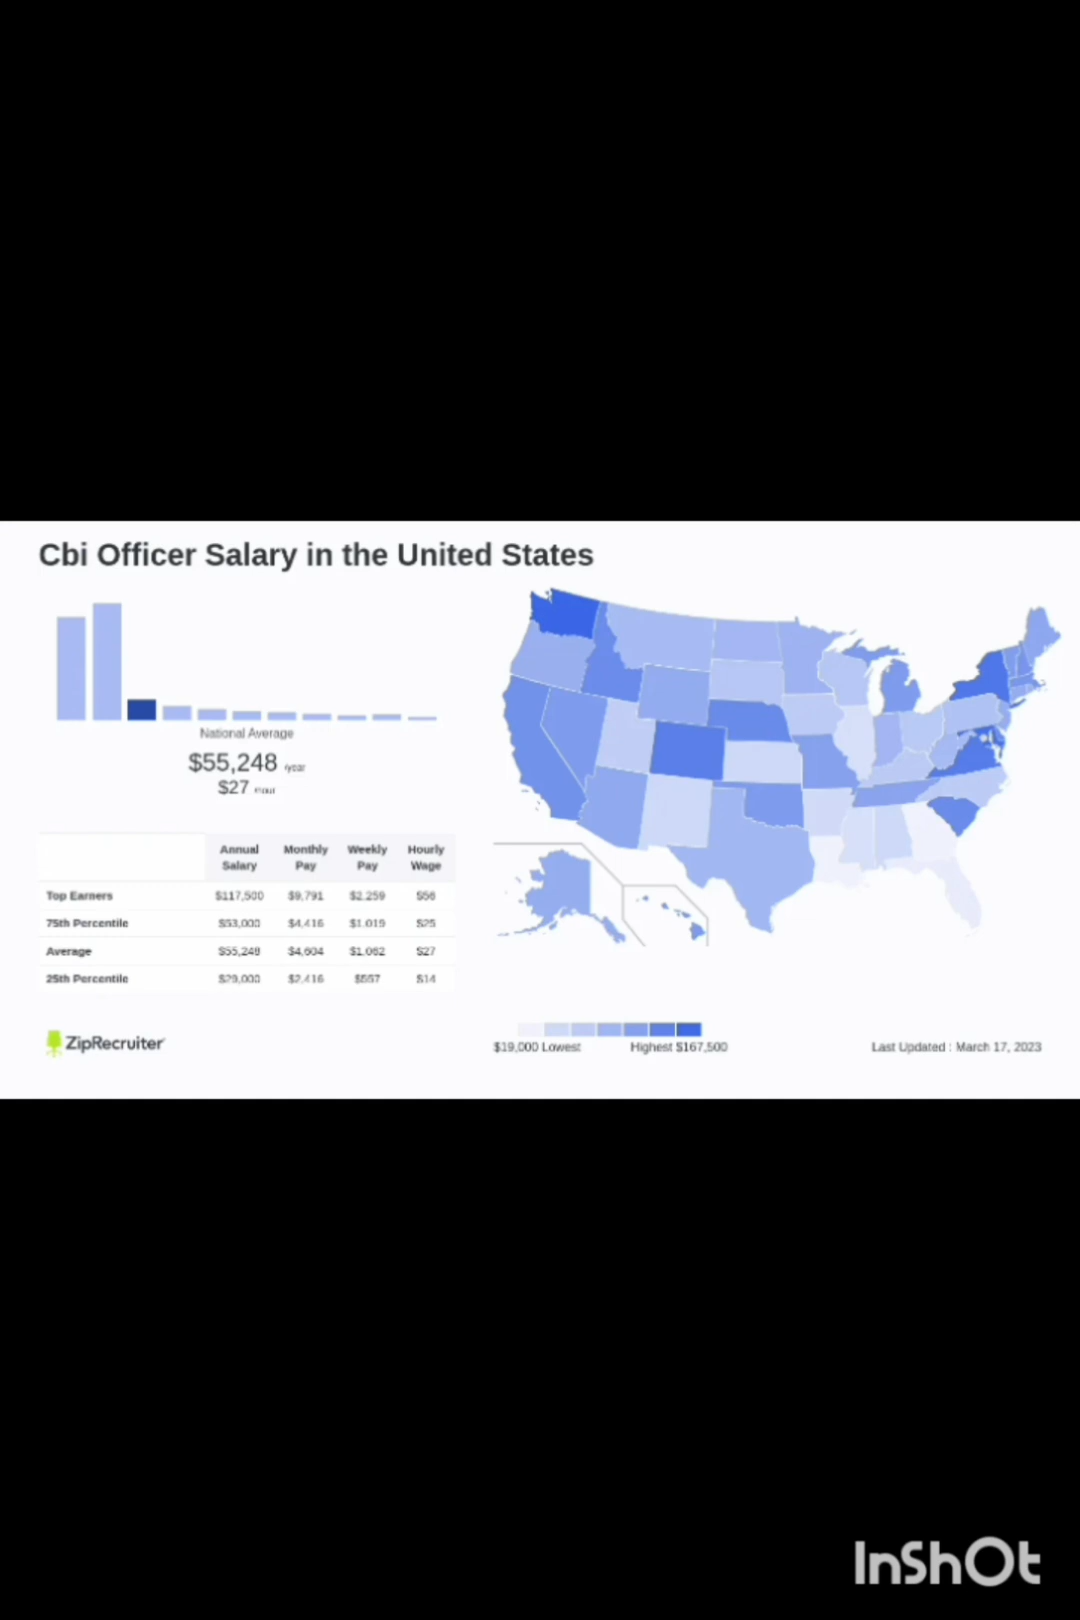 Cbi Officer Salary in the United States
National Average
$55,248 /year
$27 /hour
Annual Salary Monthly Pay Weekly Pay Hourly Wage
Top Earners $117,500 $9,791 $2,259 $56
75th Percentile $53,000 $4,416 $1,019 $25
Average $55,248 $4,604 $1,062 $27
25th Percentile $29,000 $2,416 $557 $14
ZipRecruiter
$19,000 Lowest Highest $167,500
Last Updated : March 17, 2023
InShOt